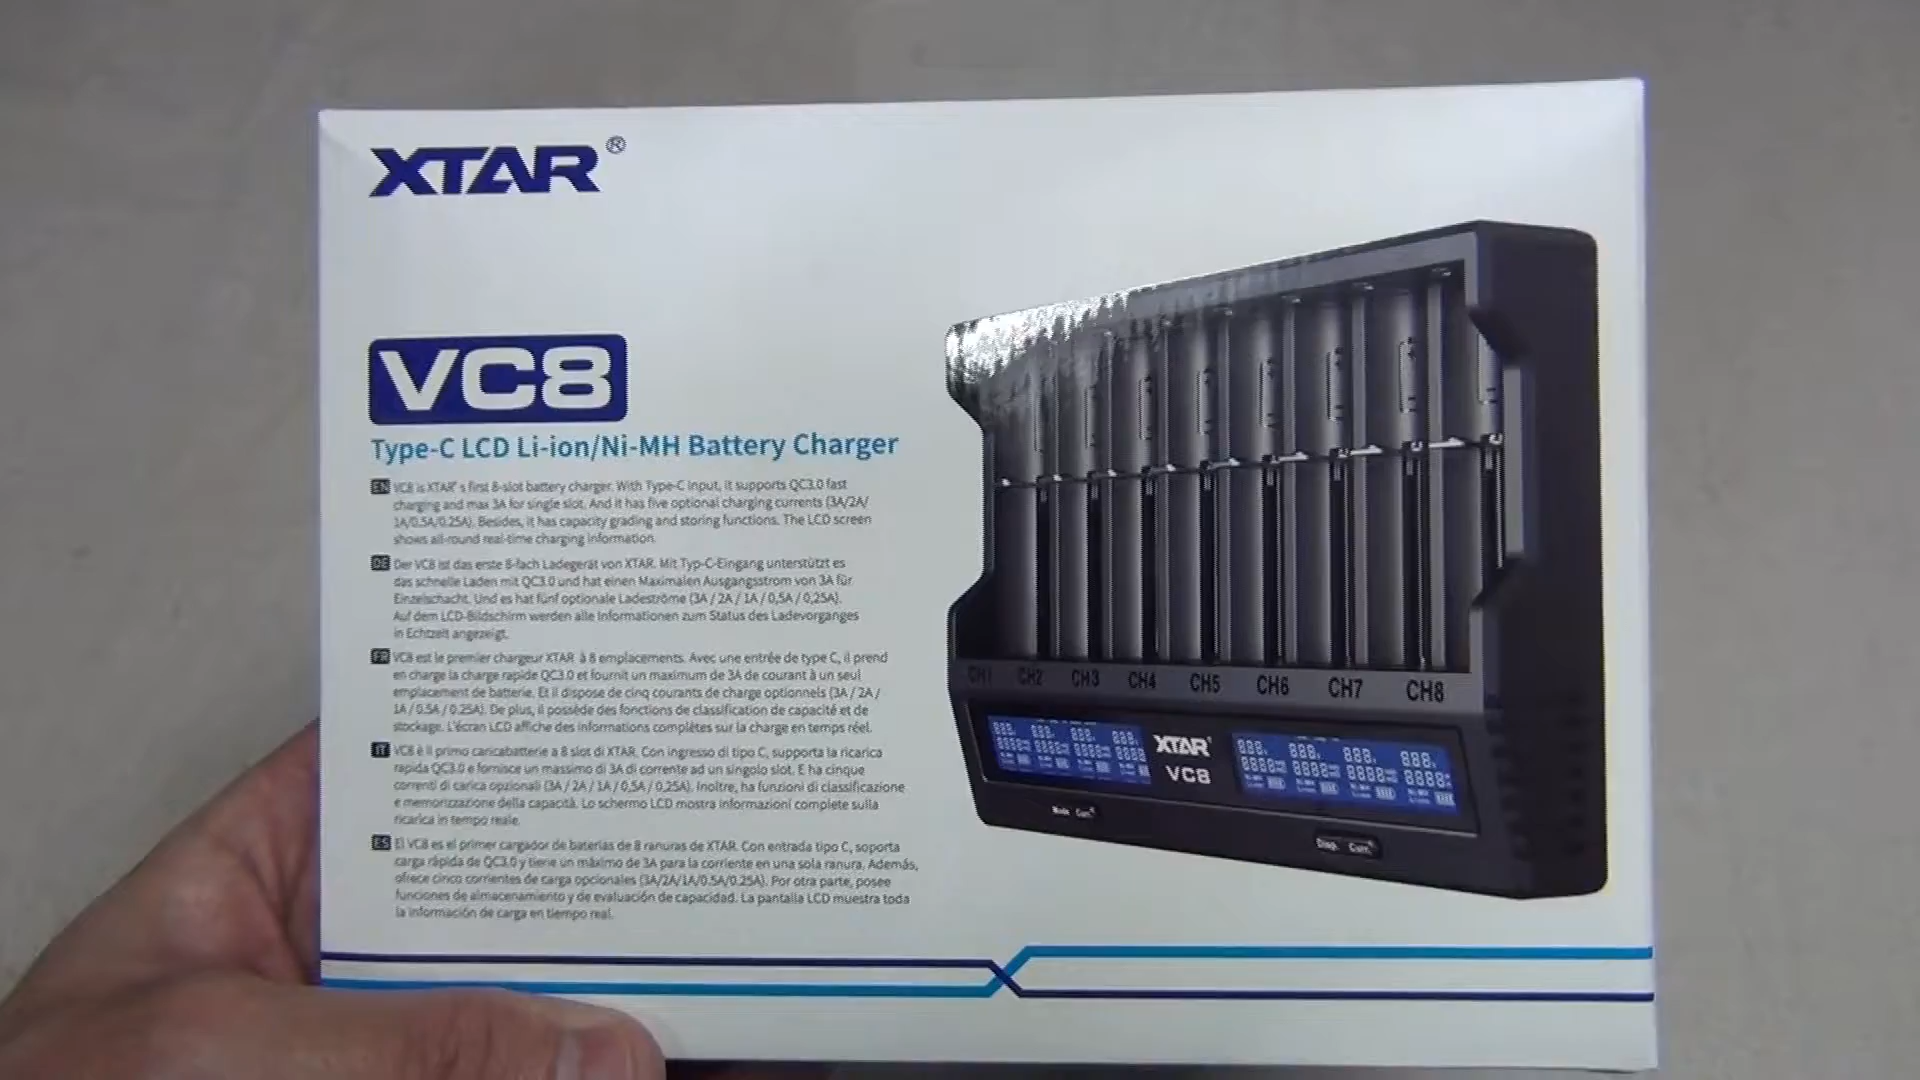 XTAR®
VC8
Type-C LCD Li-ion/Ni-MH Battery Charger
EN VC8 is XTAR's first 8-slot battery charger. With Type-C input, it supports QC3.0 fast
charging and max 3A for single slot. And it has five optional charging currents (3A/2A/
1A/0.5A/0.25A). Besides, it has capacity grading and storing functions. The LCD screen
shows all-round real-time charging information.
DE Der VC8 ist das erste 8-fach Ladegerät von XTAR. Mit Typ-C-Eingang unterstützt es
das schnelle Laden mit QC3.0 und hat einen Maximalen Ausgangsstrom von 3A für
Einzelschacht. Und es hat fünf optionale Ladeströme (3A / 2A / 1A / 0,5A / 0,25A).
Auf dem LCD-Bildschirm werden alle Informationen zum Status des Ladevorganges
in Echtzeit angezeigt.
FR VC8 est le premier chargeur XTAR à 8 emplacements. Avec une entrée de type C, il prend
en charge la charge rapide QC3.0 et fournit un maximum de 3A de courant à un seul
emplacement de batterie. Et il dispose de cinq courants de charge optionnels (3A / 2A /
1A / 0.5A / 0.25A). De plus, il possède des fonctions de classification de capacité et de
stockage. L'écran LCD affiche des informations complètes sur la charge en temps réel.
IT VC8 è il primo caricabatterie a 8 slot di XTAR. Con ingresso di tipo C, supporta la ricarica
rapida QC3.0 e fornisce un massimo di 3A di corrente ad un singolo slot. E ha cinque
correnti di carica opzionali (3A / 2A / 1A / 0,5A / 0,25A). Inoltre, ha funzioni di classificazione
e memorizzazione della capacità. Lo schermo LCD mostra informazioni complete sulla
ricarica in tempo reale.
ES El VC8 es el primer cargador de baterías de 8 ranuras de XTAR. Con entrada tipo C, soporta
carga rápida de QC3.0 y tiene un máximo de 3A para la corriente en una sola ranura. Además,
ofrece cinco corrientes de carga opcionales (3A/2A/1A/0.5A/0.25A). Por otra parte, posee
funciones de almacenamiento y de evaluación de capacidad. La pantalla LCD muestra toda
la información de carga en tiempo real.
CH1 CH2 CH3 CH4 CH5 CH6 CH7 CH8
XTAR
VC8
Mode Curr.
Disp. Curr.